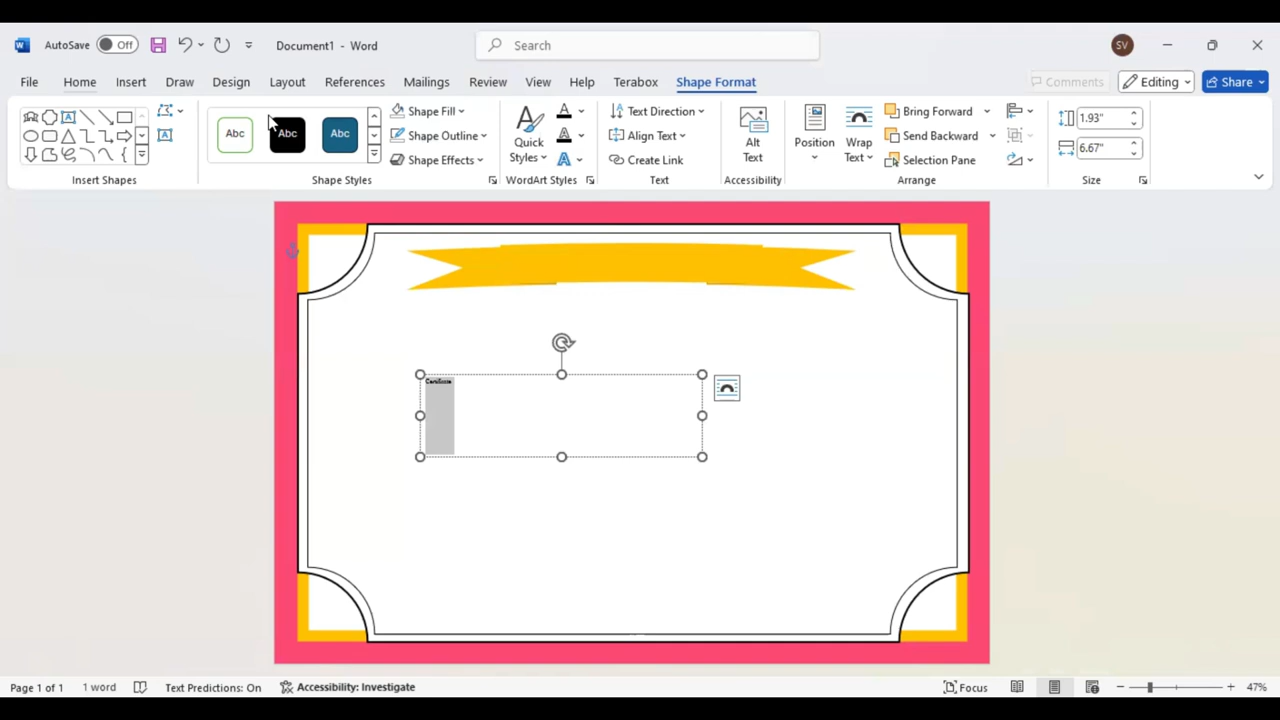 AutoSave Off Document1 - Word Search SV
File Home Insert Draw Design Layout References Mailings Review View Help Terabox Shape Format Comments Editing Share
Abc Abc Abc
Shape Fill
Shape Outline
Shape Effects
Quick Styles
Text Direction
Align Text
Create Link
Alt Text
Position
Wrap Text
Bring Forward
Send Backward
Selection Pane
1.93"
6.67"
Insert Shapes Shape Styles WordArt Styles Text Accessibility Arrange Size
Certificate
Page 1 of 1 1 word Text Predictions: On Accessibility: Investigate Focus 47%